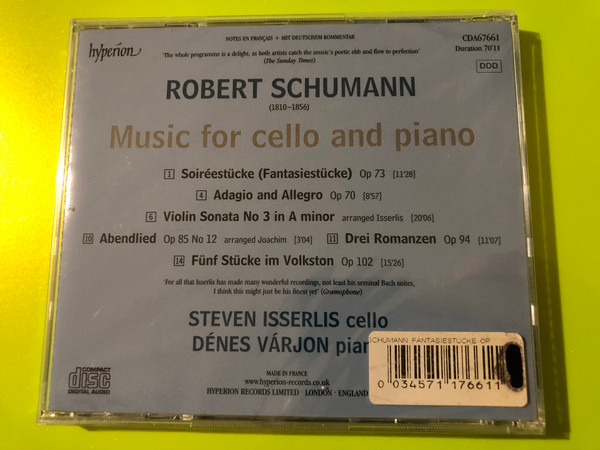 hyperion
NOTES EN FRANÇAIS + MIT DEUTSCHEM KOMMENTAR
CDA67661
Duration 70'11
'The whole programme is a delight, as both artists catch the music's poetic ebb and flow to perfection'
(The Sunday Times)
DDD
ROBERT SCHUMANN
(1810–1856)
Music for cello and piano
1 Soiréestücke (Fantasiestücke) Op 73 [11'28]
4 Adagio and Allegro Op 70 [8'57]
6 Violin Sonata No 3 in A minor arranged Isserlis [20'06]
10 Abendlied Op 85 No 12 arranged Joachim [3'04] 11 Drei Romanzen Op 94 [11'07]
14 Fünf Stücke im Volkston Op 102 [15'26]
'For all that Isserlis has made many wonderful recordings, not least his seminal Bach suites,
I think this might just be his finest yet' (Gramophone)
STEVEN ISSERLIS cello
DÉNES VÁRJON pian
SCHUMANN FANTASIESTUCKE OP
0 034571 176611
COMPACT
disc
DIGITAL AUDIO
MADE IN FRANCE
www.hyperion-records.co.uk
HYPERION RECORDS LIMITED · LONDON · ENGLAND